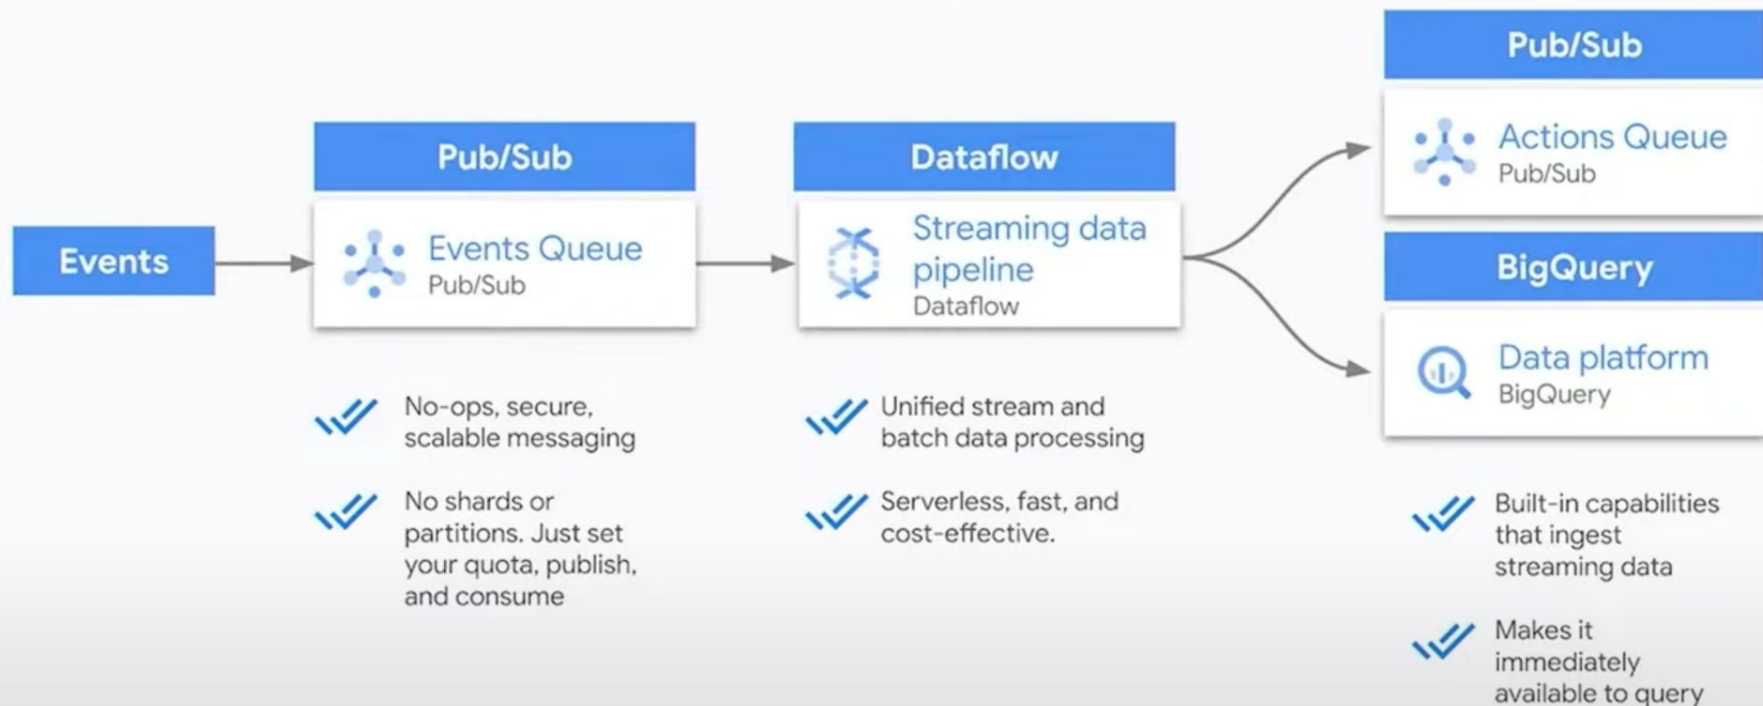 Events
Pub/Sub
Events Queue
Pub/Sub
No-ops, secure,
scalable messaging
No shards or
partitions. Just set
your quota, publish,
and consume
Dataflow
Streaming data
pipeline
Dataflow
Unified stream and
batch data processing
Serverless, fast, and
cost-effective.
Pub/Sub
Actions Queue
Pub/Sub
BigQuery
Data platform
BigQuery
Built-in capabilities
that ingest
streaming data
Makes it
immediately
available to query